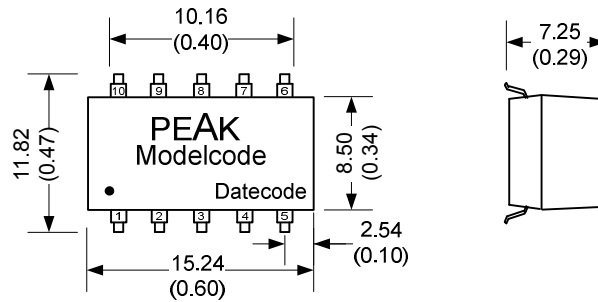 10.16
(0.40)
7.25
(0.29)
10 9 8 7 6
11.82
(0.47)
PEAK
Modelcode
Datecode
8.50
(0.34)
1 2 3 4 5
2.54
(0.10)
15.24
(0.60)